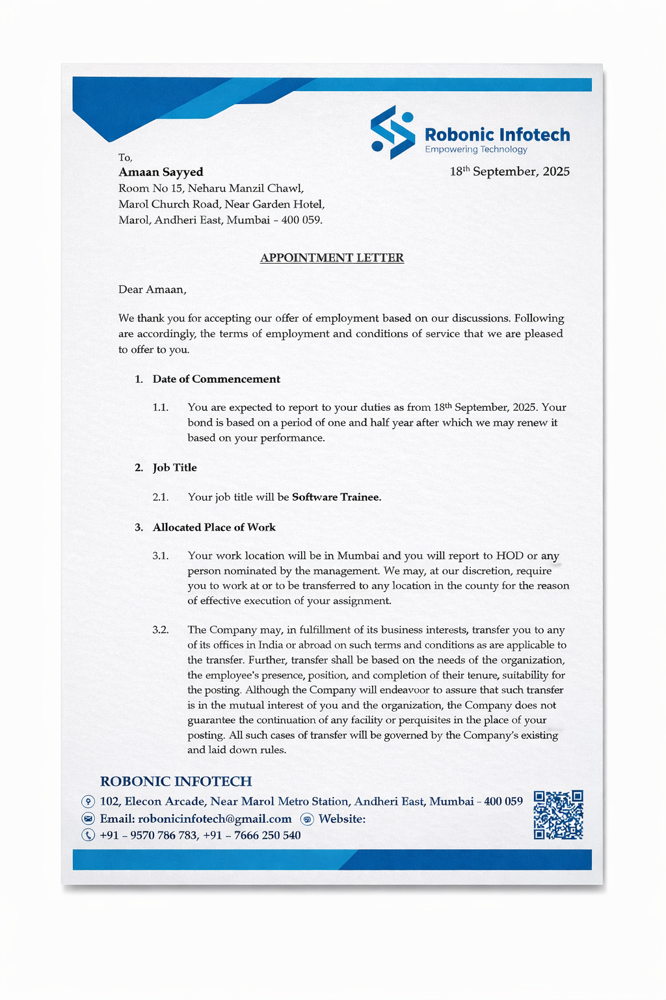 Robonic Infotech
Empowering Technology
To,
Amaan Sayyed
18th September, 2025
Room No 15, Neharu Manzil Chawl,
Marol Church Road, Near Garden Hotel,
Marol, Andheri East, Mumbai - 400 059.
APPOINTMENT LETTER
Dear Amaan,
We thank you for accepting our offer of employment based on our discussions. Following
are accordingly, the terms of employment and conditions of service that we are pleased
to offer to you.
1. Date of Commencement
1.1. You are expected to report to your duties as from 18th September, 2025. Your
bond is based on a period of one and half year after which we may renew it
based on your performance.
2. Job Title
2.1. Your job title will be Software Trainee.
3. Allocated Place of Work
3.1. Your work location will be in Mumbai and you will report to HOD or any
person nominated by the management. We may, at our discretion, require
you to work at or to be transferred to any location in the county for the reason
of effective execution of your assignment.
3.2. The Company may, in fulfillment of its business interests, transfer you to any
of its offices in India or abroad on such terms and conditions as are applicable to
the transfer. Further, transfer shall be based on the needs of the organization,
the employee's presence, position, and completion of their tenure, suitability for
the posting. Although the Company will endeavoor to assure that such transfer
is in the mutual interest of you and the organization, the Company does not
guarantee the continuation of any facility or perquisites in the place of your
posting. All such cases of transfer will be governed by the Company's existing
and laid down rules.
ROBONIC INFOTECH
102, Elecon Arcade, Near Marol Metro Station, Andheri East, Mumbai - 400 059
Email: robonicinfotech@gmail.com Website:
+91 – 9570 786 783, +91 – 7666 250 540